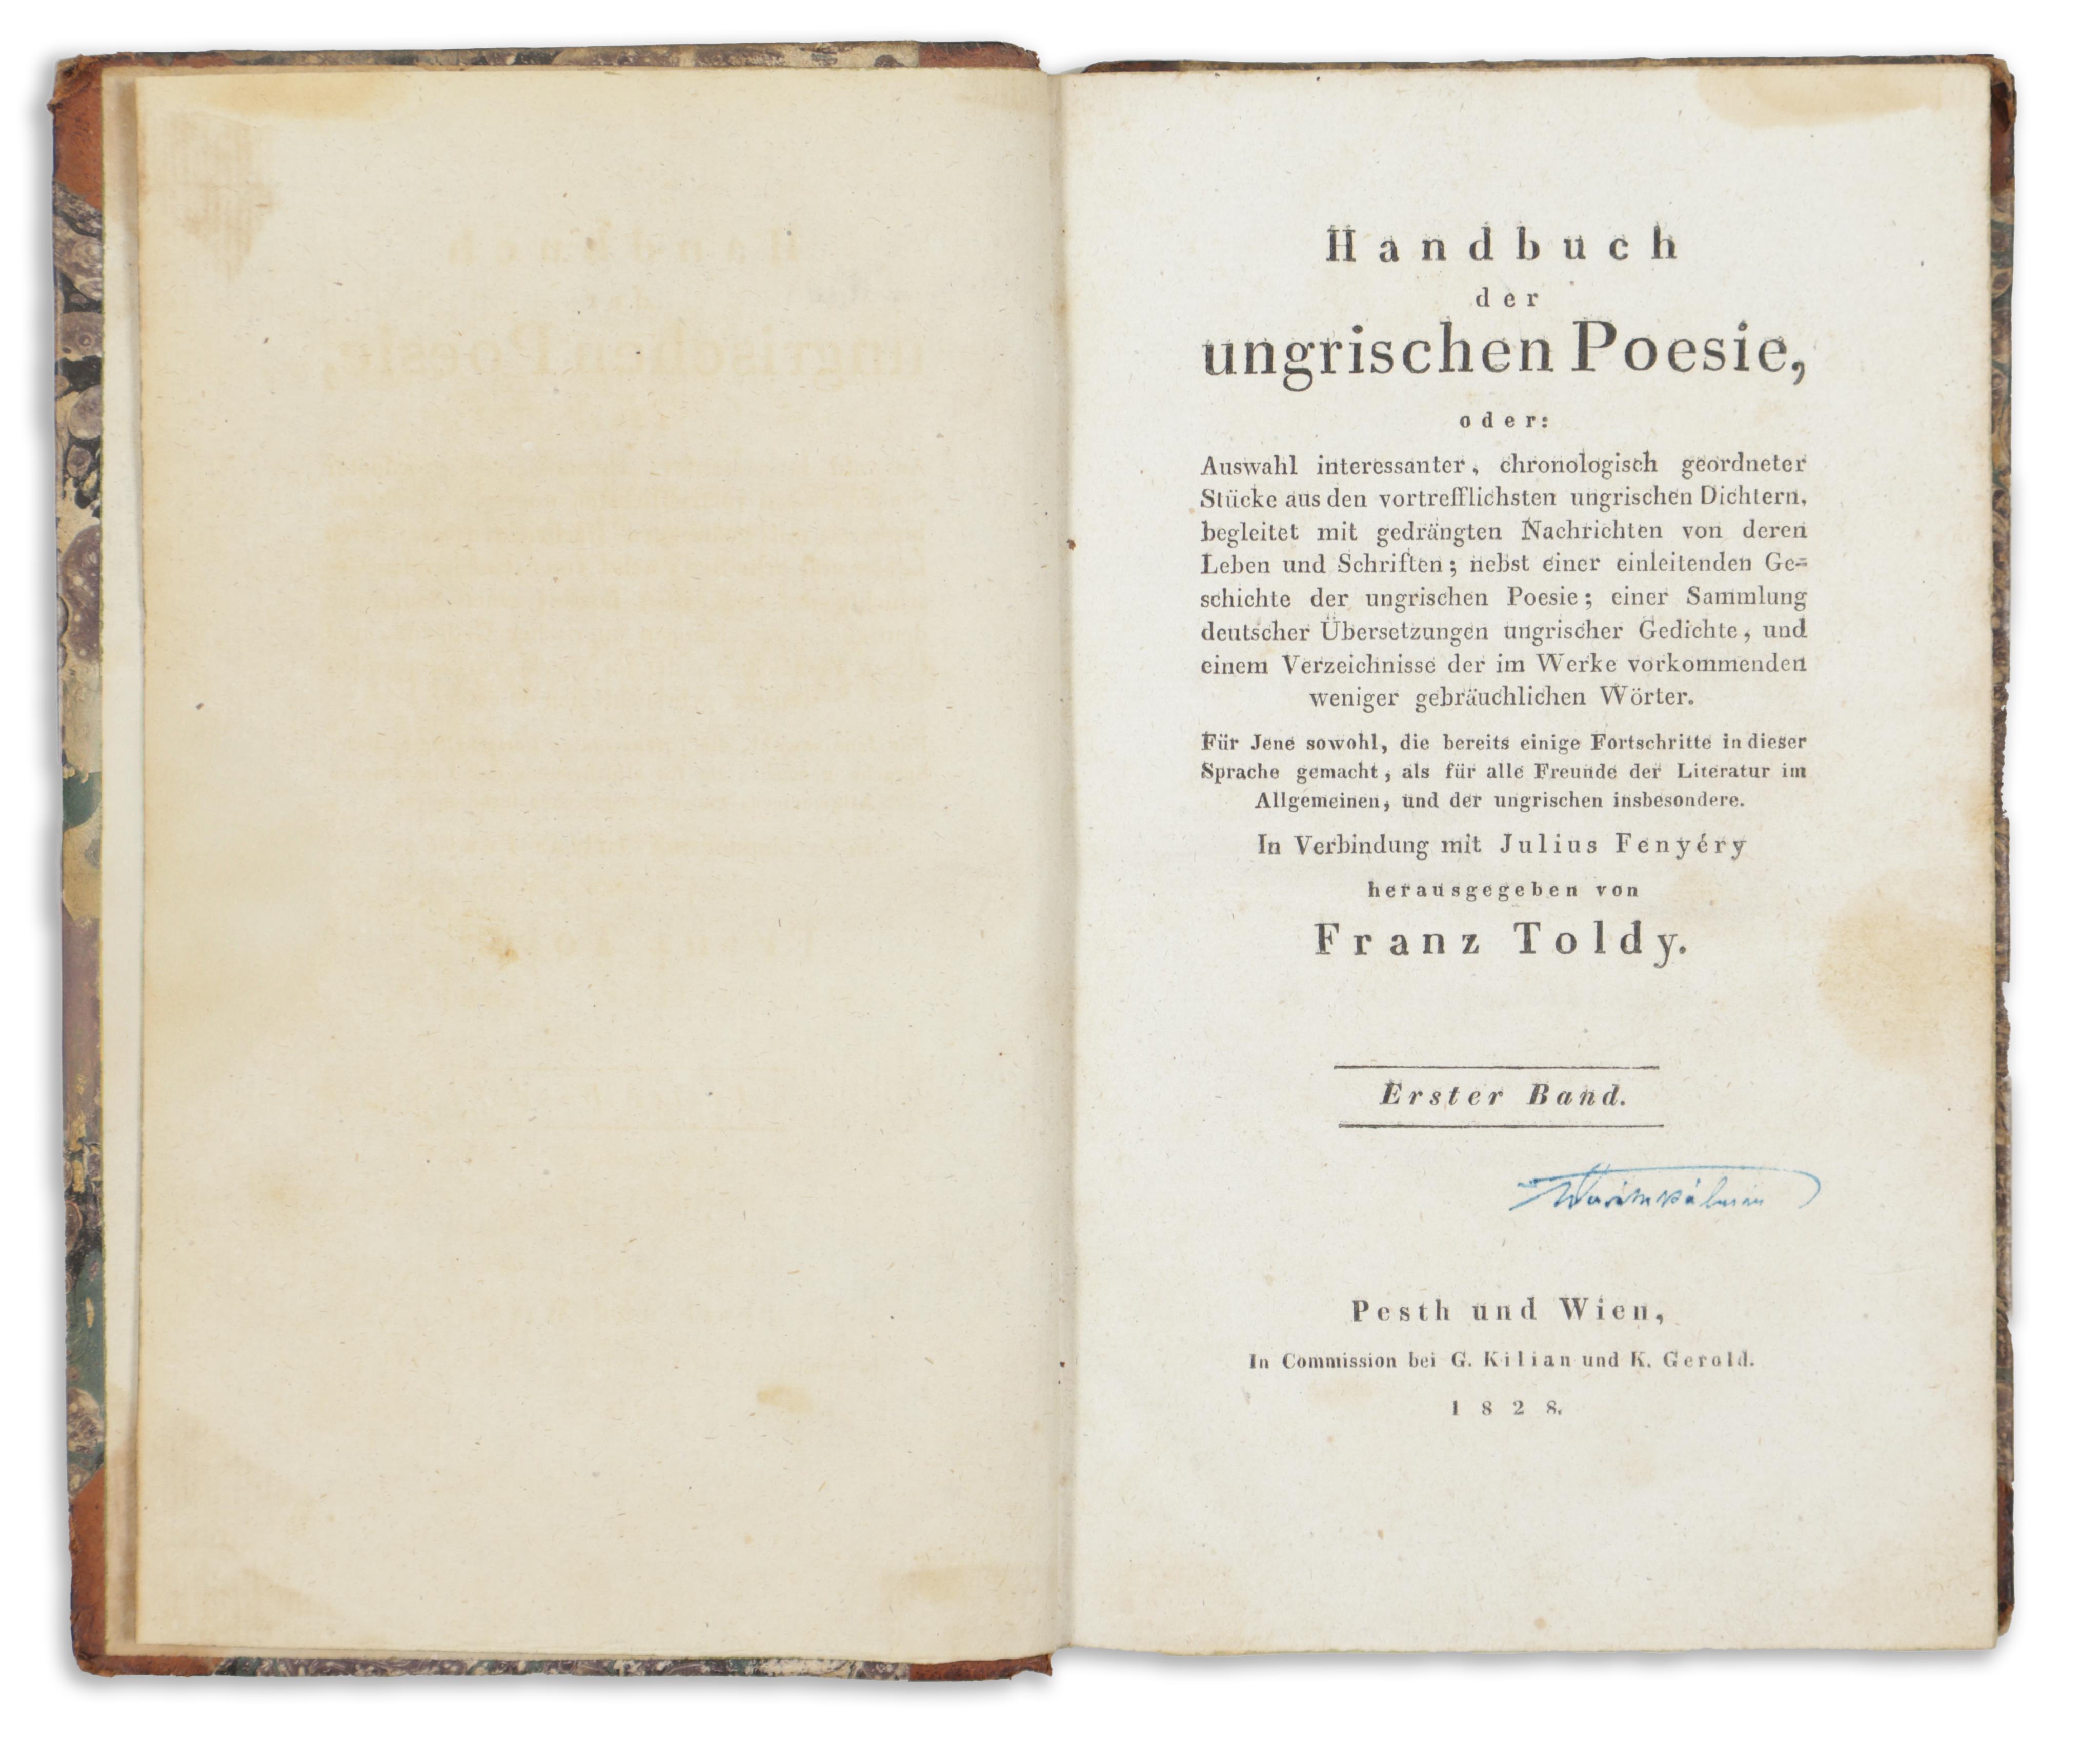 Handbuch
der
ungrischen Poesie,
oder:
Auswahl interessanter, chronologisch geordneter
Stücke aus den vortrefflichsten ungrischen Dichtern,
begleitet mit gedrängten Nachrichten von deren
Leben und Schriften; nebst einer einleitenden Ge-
schichte der ungrischen Poesie; einer Sammlung
deutscher Übersetzungen ungrischer Gedichte, und
einem Verzeichnisse der im Werke vorkommenden
weniger gebräuchlichen Wörter.
Für Jene sowohl, die bereits einige Fortschritte in dieser
Sprache gemacht, als für alle Freunde der Literatur im
Allgemeinen, und der ungrischen insbesondere.
In Verbindung mit Julius Fenyéry
herausgegeben von
Franz Toldy.
Erster Band.
Pesth und Wien,
In Commission bei G. Kilian und K. Gerold.
1828.